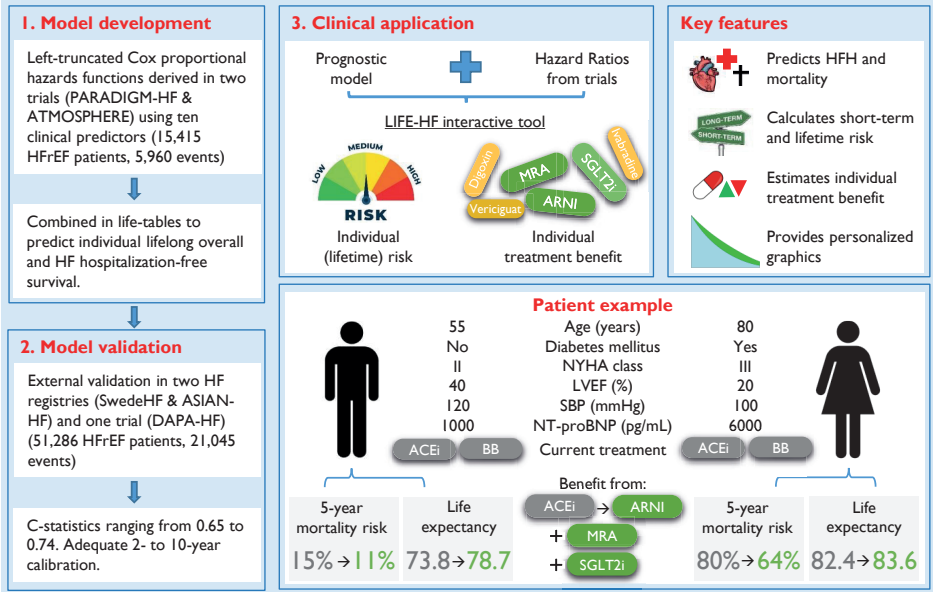 1. Model development
Left-truncated Cox proportional
hazards functions derived in two
trials (PARADIGM-HF &
ATMOSPHERE) using ten
clinical predictors (15,415
HFrEF patients, 5,960 events)
Combined in life-tables to
predict individual lifelong overall
and HF hospitalization-free
survival.
2. Model validation
External validation in two HF
registries (SwedeHF & ASIAN-
HF) and one trial (DAPA-HF)
(51,286 HFrEF patients, 21,045
events)
C-statistics ranging from 0.65 to
0.74. Adequate 2- to 10-year
calibration.
3. Clinical application
Prognostic
model
Hazard Ratios
from trials
LIFE-HF interactive tool
LOW
MEDIUM
HIGH
RISK
Individual
(lifetime) risk
Digoxin
MRA
SGLT2i
Ivabradine
Vericiguat
ARNI
Individual
treatment benefit
Key features
Predicts HFH and
mortality
LONG-TERM
SHORT-TERM
Calculates short-term
and lifetime risk
Estimates individual
treatment benefit
Provides personalized
graphics
Patient example
55 Age (years) 80
No Diabetes mellitus Yes
II NYHA class III
40 LVEF (%) 20
120 SBP (mmHg) 100
1000 NT-proBNP (pg/mL) 6000
ACEi BB Current treatment ACEi BB
Benefit from:
ACEi → ARNI
+ MRA
+ SGLT2i
5-year
mortality risk
15%→11%
Life
expectancy
73.8→78.7
5-year
mortality risk
80%→64%
Life
expectancy
82.4→83.6